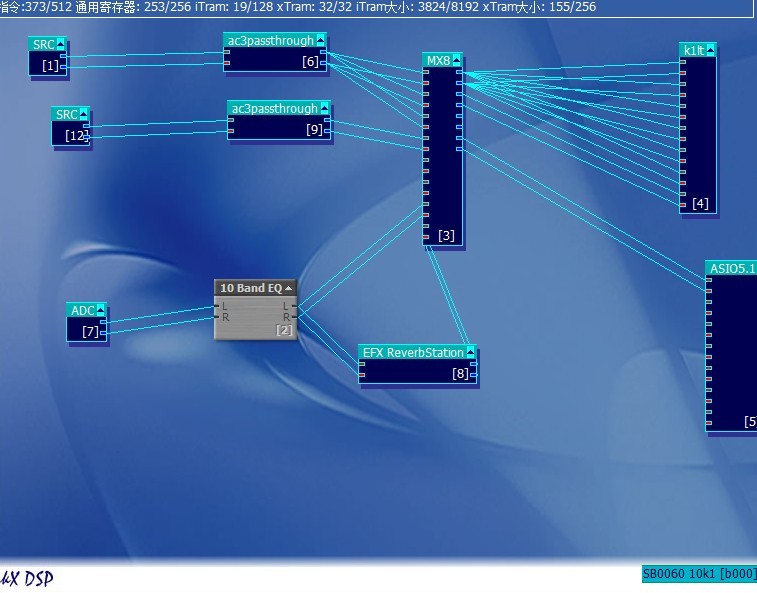 指令:373/512 通用寄存器: 253/256 iTram: 19/128 xTram: 32/32 iTram大小: 3824/8192 xTram大小: 155/256
SRC
[1]
ac3passthrough
[6]
MX8
[3]
k1lt
[4]
SRC
[12]
ac3passthrough
[9]
ASIO5.1
[5]
10 Band EQ
L L
R R
[2]
ADC
[7]
EFX ReverbStation
[8]
kX DSP
SB0060 10k1 [b000]